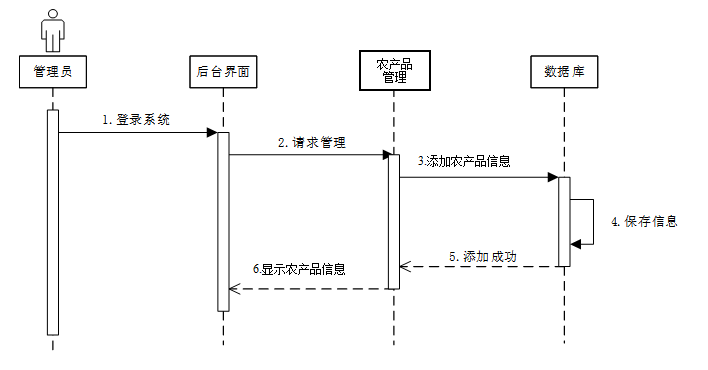 管理员
后台界面
农产品
管理
数据库
1.登录系统
2.请求管理
3.添加农产品信息
4.保存信息
5.添加成功
6.显示农产品信息